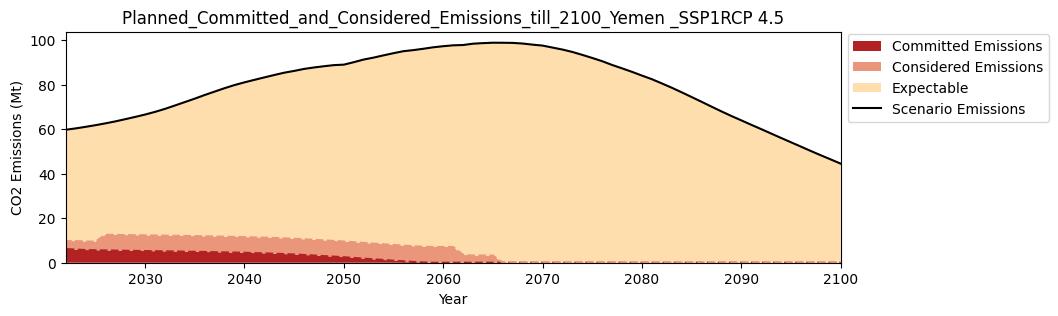 Planned_Committed_and_Considered_Emissions_till_2100_Yemen _SSP1RCP 4.5
CO2 Emissions (Mt)
100
80
60
40
20
0
2030 2040 2050 2060 2070 2080 2090 2100
Year
Committed Emissions
Considered Emissions
Expectable
Scenario Emissions